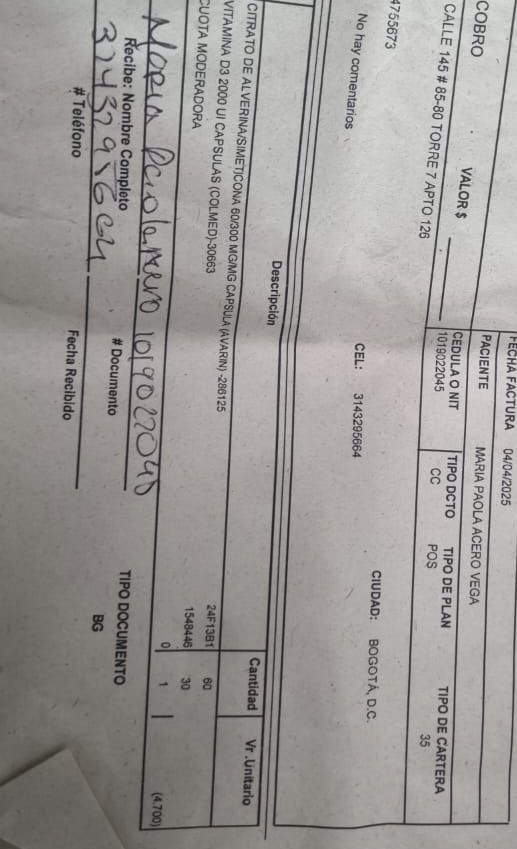 FECHA FACTURA 04/04/2025
COBRO PACIENTE MARIA PAOLA ACERO VEGA
VALOR $ CEDULA O NIT TIPO DCTO TIPO DE PLAN TIPO DE CARTERA
CALLE 145 # 85-80 TORRE 7 APTO 126 1019022045 CC POS 35
4755673 CIUDAD: BOGOTÁ, D.C.
No hay comentarios CEL: 3143295664
Descripción Cantidad Vr .Unitario
CITRATO DE ALVERINA/SIMETICONA 60/300 MG/MG CAPSULA (AVARIN) -286125 24F13B1 60
VITAMINA D3 2000 UI CAPSULAS (COLMED)-30663 1548446 30
CUOTA MODERADORA 0 1 (4.700)
Maria Paola Acero 1019022045
Recibe: Nombre Completo # Documento TIPO DOCUMENTO
BG
# Teléfono Fecha Recibido